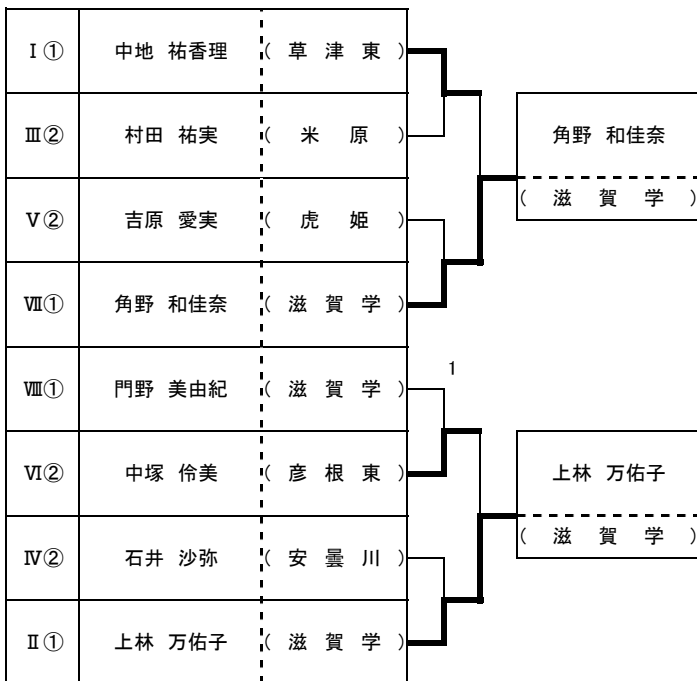 Ⅰ① 中地 祐香理 ( 草 津 東 )
Ⅲ② 村田 祐実 ( 米 原 )
角野 和佳奈
( 滋 賀 学 )
Ⅴ② 吉原 愛実 ( 虎 姫 )
Ⅶ① 角野 和佳奈 ( 滋 賀 学 )
Ⅷ① 門野 美由紀 ( 滋 賀 学 )
1
Ⅵ② 中塚 伶美 ( 彦 根 東 )
上林 万佑子
( 滋 賀 学 )
Ⅳ② 石井 沙弥 ( 安 曇 川 )
Ⅱ① 上林 万佑子 ( 滋 賀 学 )